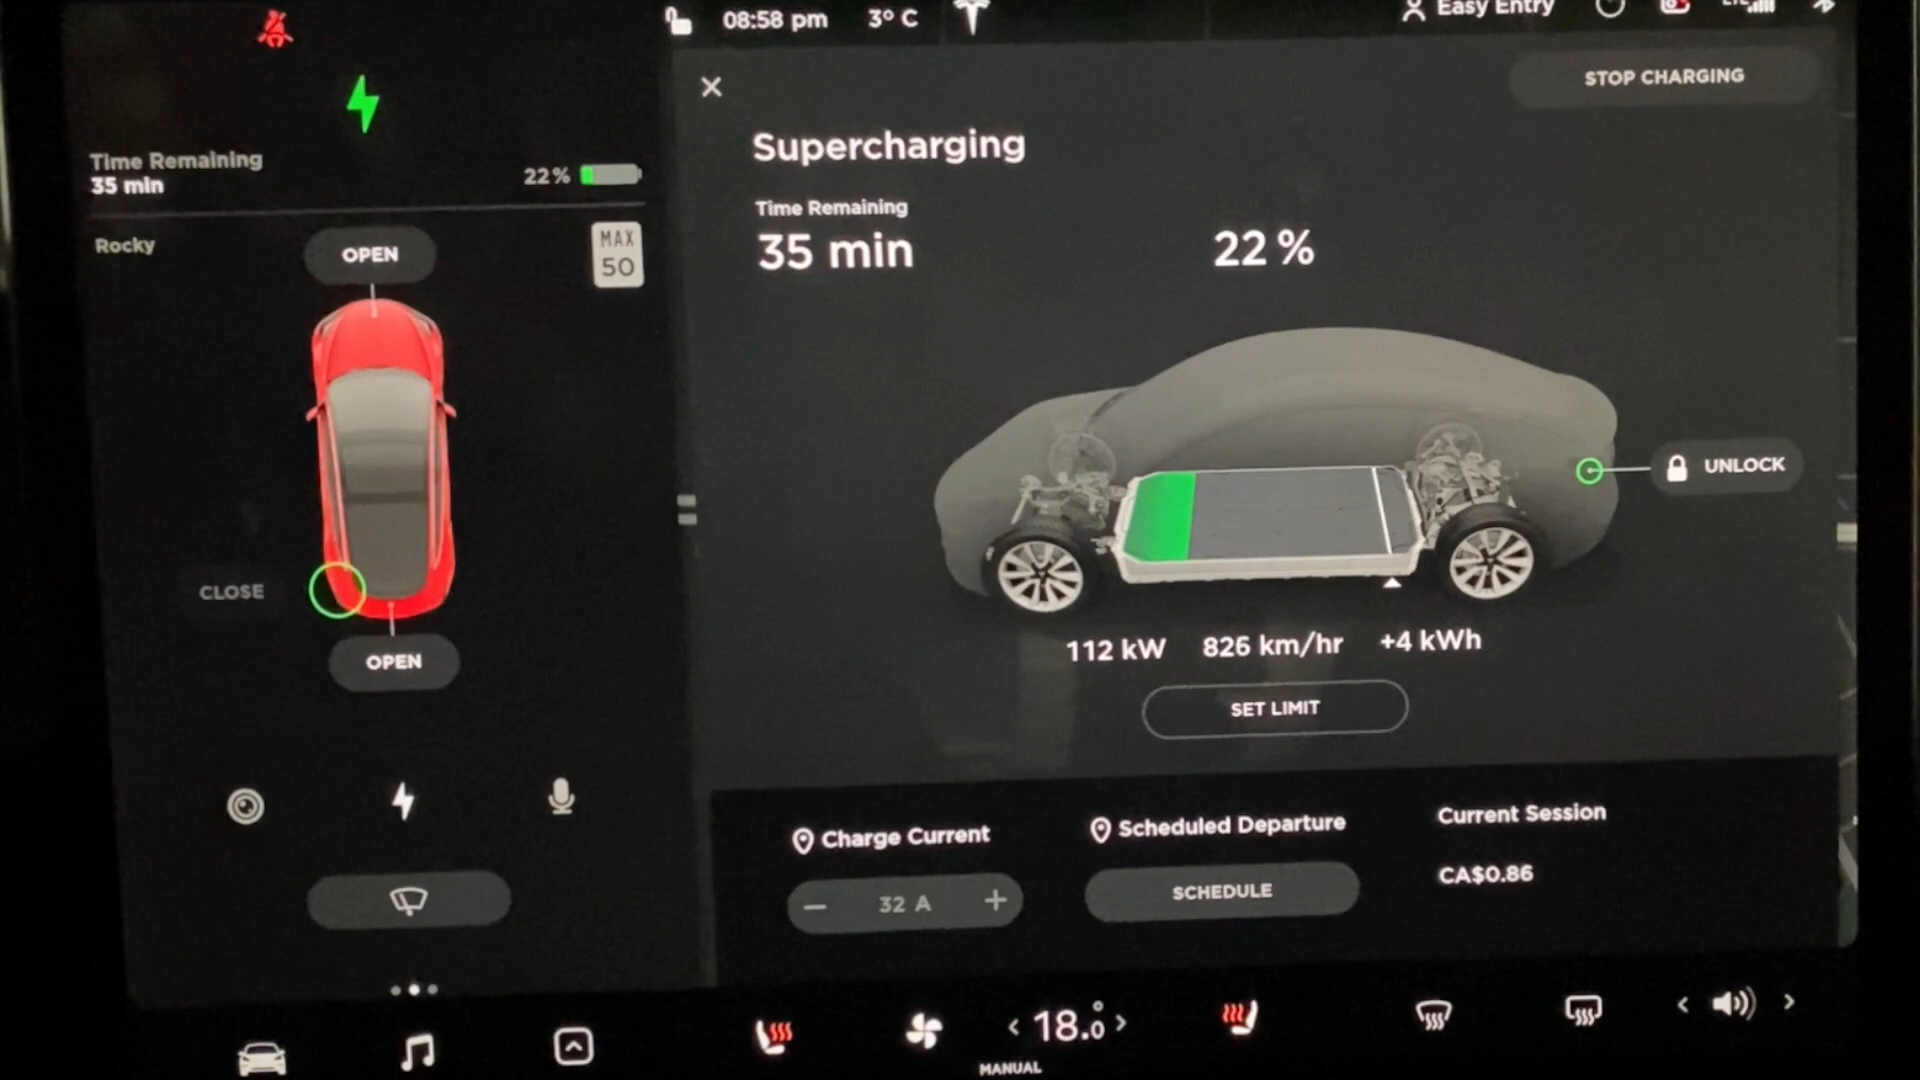 08:58 pm 3° C
Easy Entry
LTE
STOP CHARGING
Time Remaining
35 min
22%
Rocky
OPEN
MAX
50
CLOSE
OPEN
Supercharging
Time Remaining
35 min
22 %
UNLOCK
112 kW 826 km/hr +4 kWh
SET LIMIT
Charge Current
− 32 A +
Scheduled Departure
SCHEDULE
Current Session
CA$0.86
< 18.0° >
MANUAL
< >